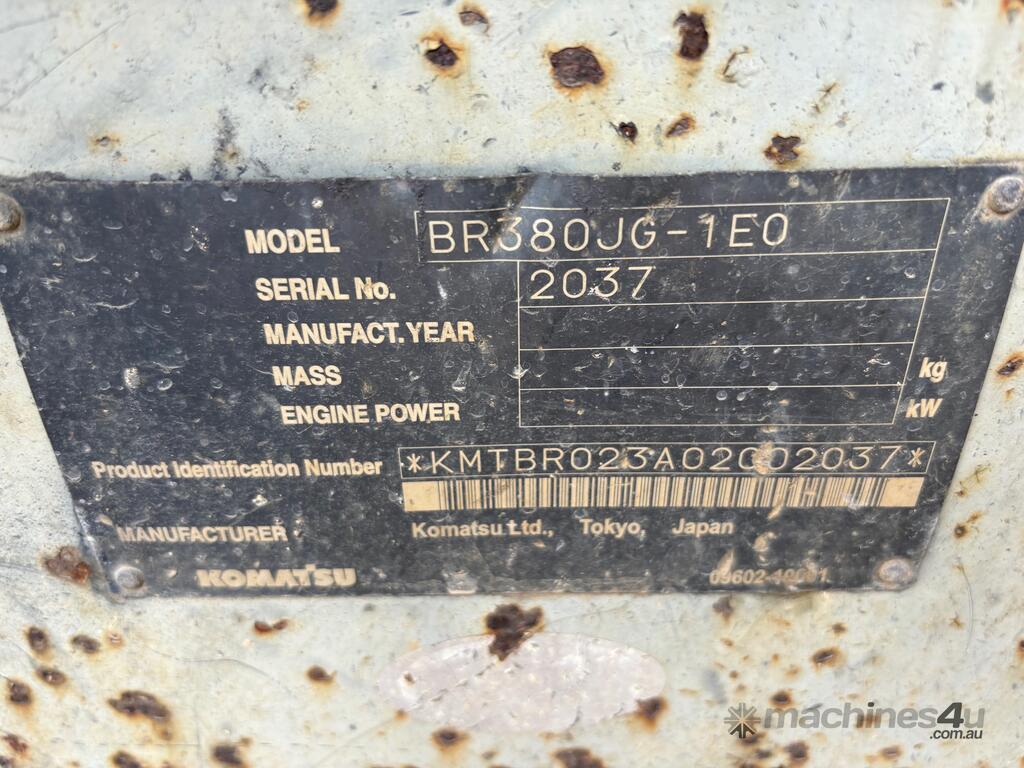 MODEL BR380JG-1E0
SERIAL No. 2037
MANUFACT. YEAR
MASS kg
ENGINE POWER kW
Product Identification Number *KMTBR023A02002037*
MANUFACTURER Komatsu Ltd., Tokyo, Japan
KOMATSU
machines4u
.com.au